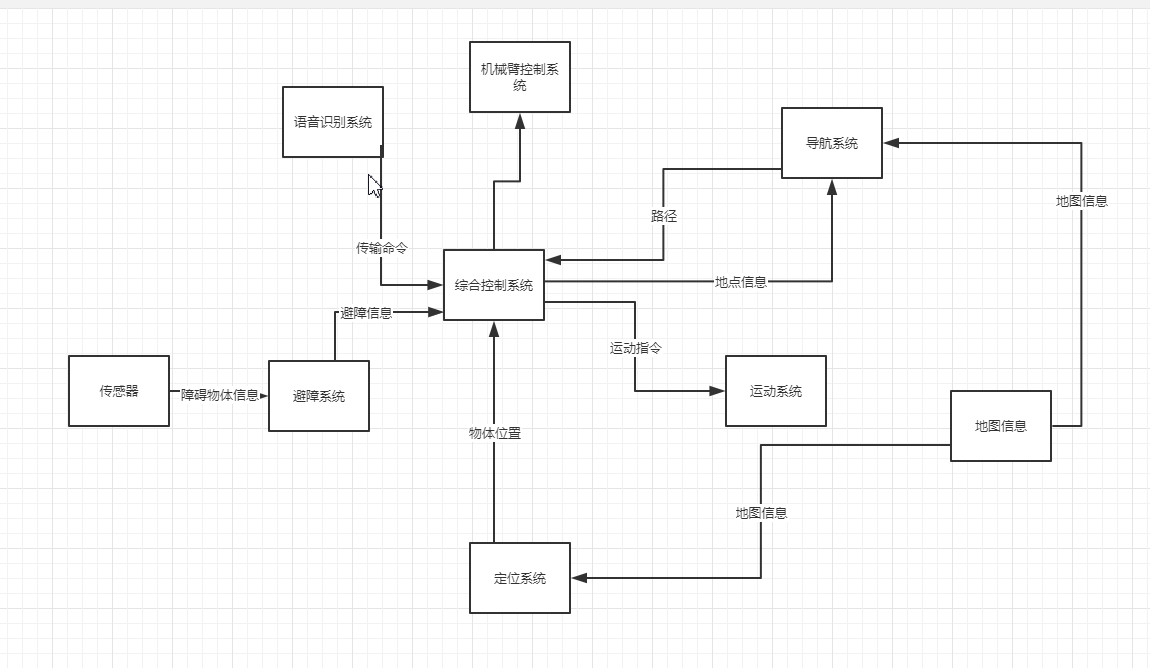 机械臂控制系
统
语音识别系统
导航系统
地图信息
路径
传输命令
综合控制系统
地点信息
避障信息
运动指令
传感器
障碍物体信息
避障系统
运动系统
地图信息
物体位置
地图信息
定位系统